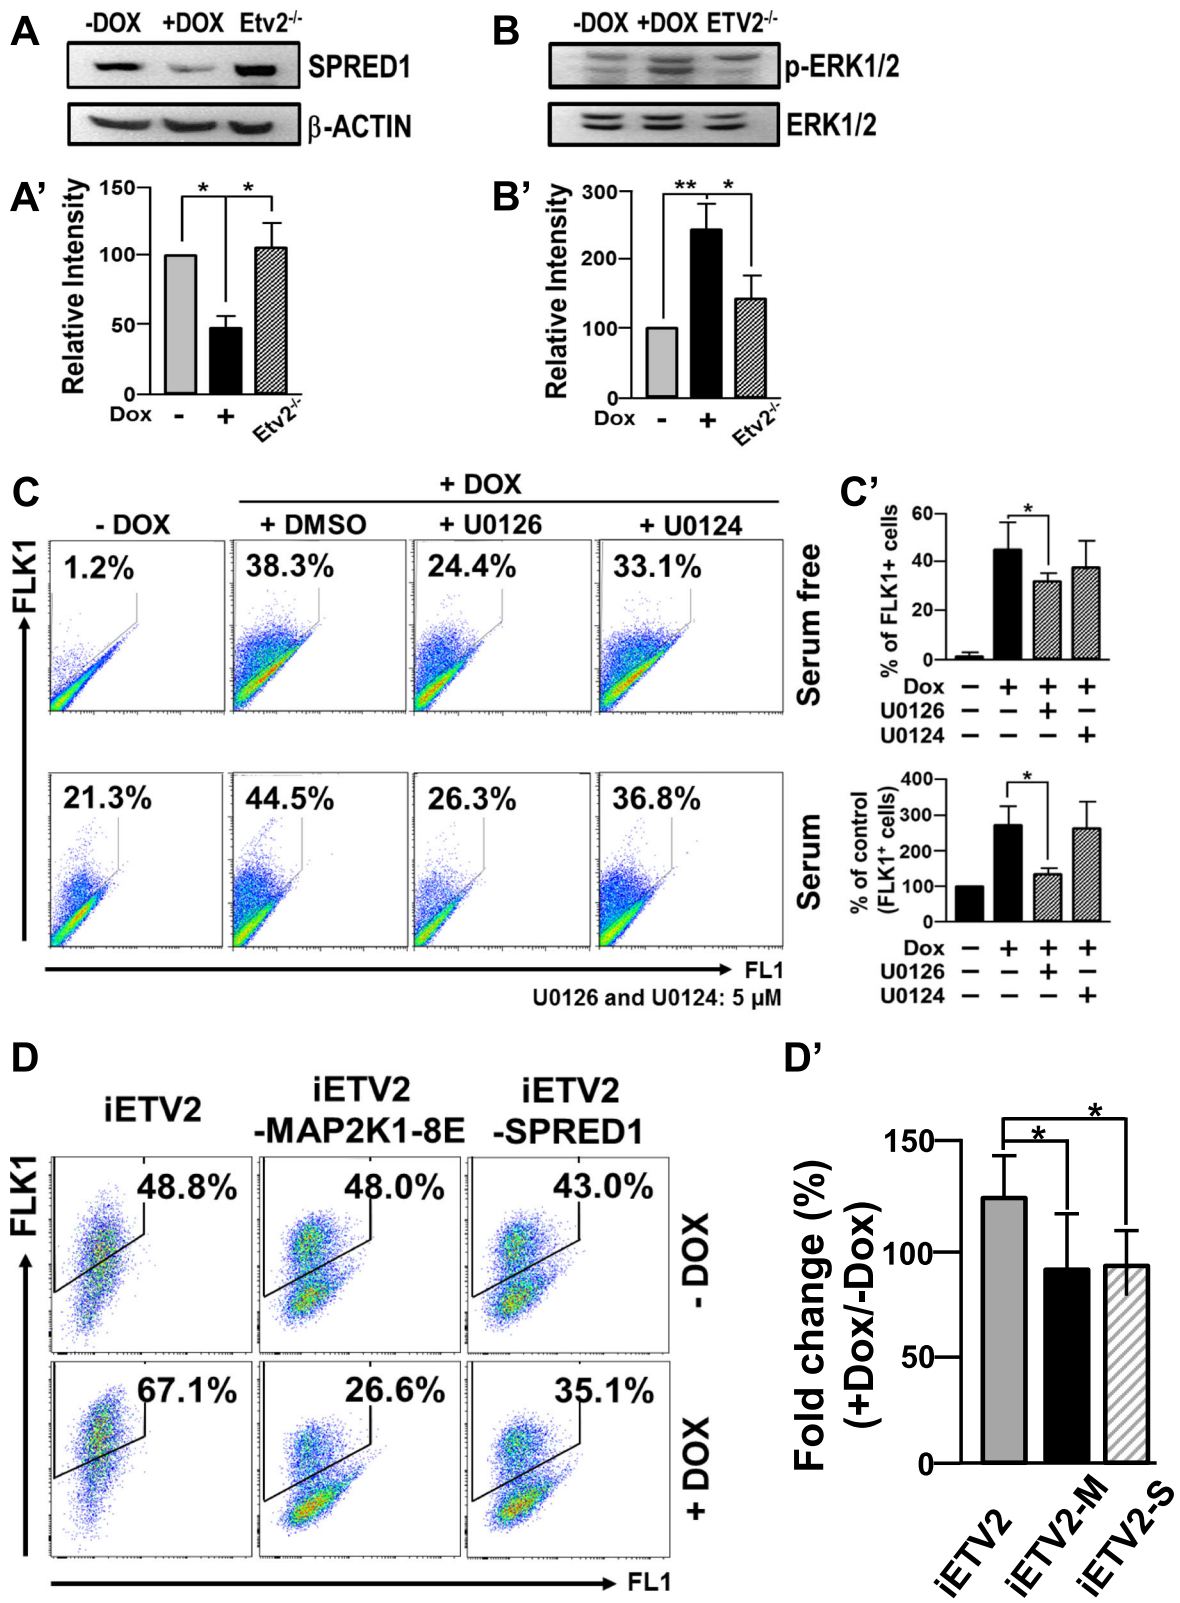 A
-DOX +DOX Etv2-/-
SPRED1
β-ACTIN
B
-DOX +DOX ETV2-/-
p-ERK1/2
ERK1/2
A'
Relative Intensity
150
100
50
0
* *
Dox - + Etv2-/-
B'
Relative Intensity
300
200
100
0
** *
Dox - + Etv2-/-
C
+ DOX
- DOX + DMSO + U0126 + U0124
FLK1
1.2% 38.3% 24.4% 33.1%
Serum free
21.3% 44.5% 26.3% 36.8%
Serum
FL1
U0126 and U0124: 5 µM
C'
% of FLK1+ cells
60
40
20
0
*
Dox − + + +
U0126 − − + −
U0124 − − − +
% of control
(FLK1+ cells)
400
300
200
100
0
*
Dox − + + +
U0126 − − + −
U0124 − − − +
D
iETV2
iETV2
-MAP2K1-8E
iETV2
-SPRED1
FLK1
48.8% 48.0% 43.0%
- DOX
67.1% 26.6% 35.1%
+ DOX
FL1
D'
Fold change (%)
(+Dox/-Dox)
150
100
50
0
*
*
iETV2 iETV2-M iETV2-S